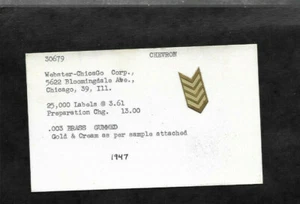 30679
CHEVRON
Webster-Chicago Corp.,
5622 Bloomingdale Ave.,
Chicago, 39, Ill.
25,000 Labels @ 3.61
Preparation Chg. 13.00
.003 BRASS GUMMED
Gold & Cream as per sample attached
1947